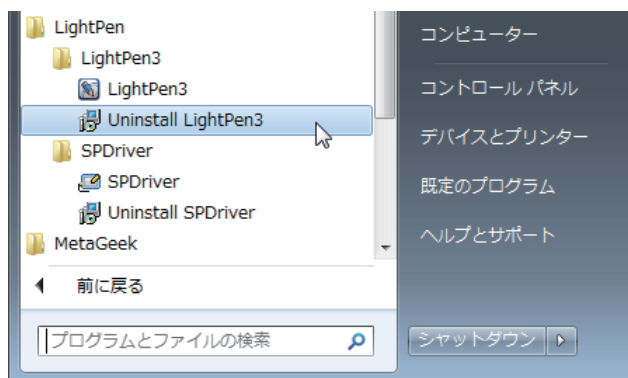 LightPen
LightPen3
LightPen3
Uninstall LightPen3
SPDriver
SPDriver
Uninstall SPDriver
MetaGeek
前に戻る
プログラムとファイルの検索
コンピューター
コントロール パネル
デバイスとプリンター
既定のプログラム
ヘルプとサポート
シャットダウン